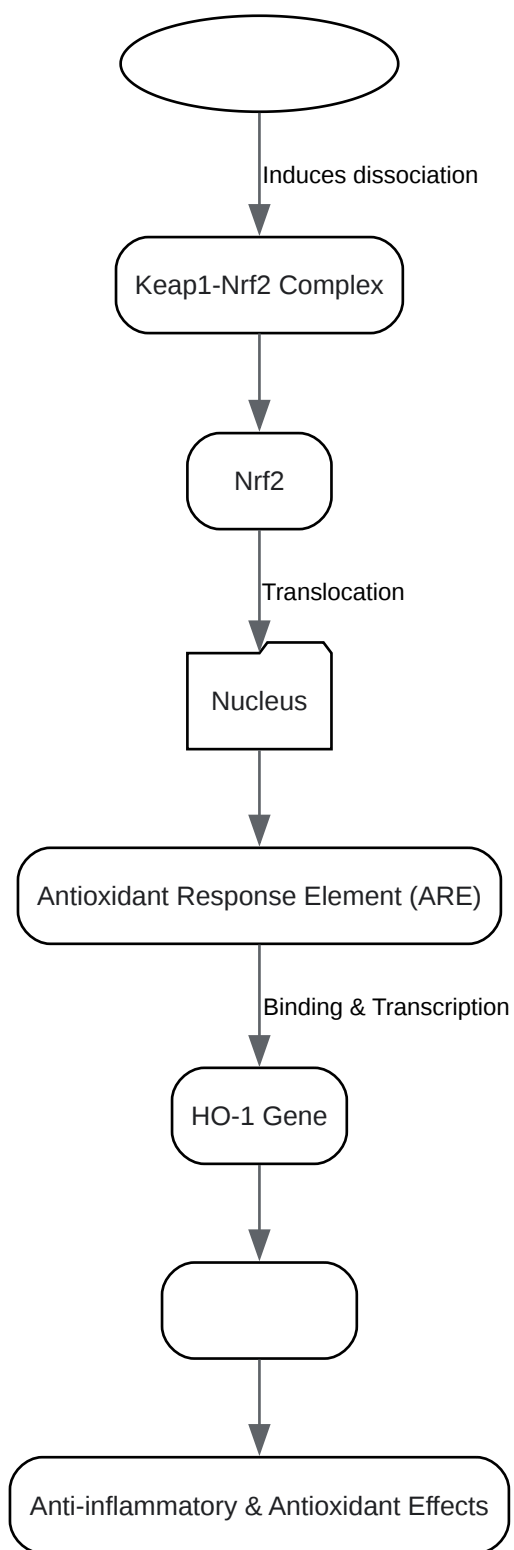 Induces dissociation
Keap1-Nrf2 Complex
Nrf2
Translocation
Nucleus
Antioxidant Response Element (ARE)
Binding & Transcription
HO-1 Gene
Anti-inflammatory & Antioxidant Effects